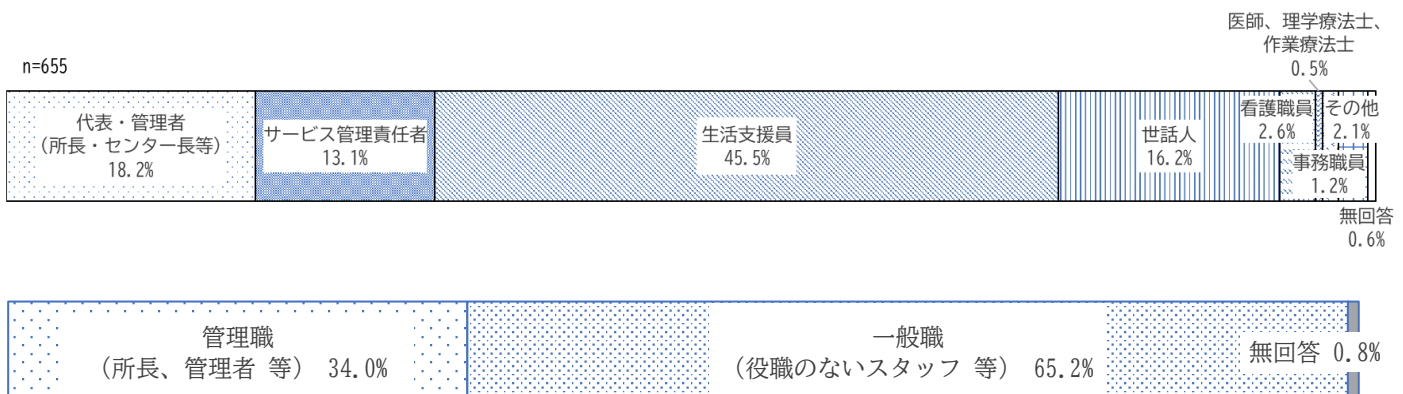 医師、理学療法士、
作業療法士
0.5%
n=655
代表・管理者
（所長・センター長等）
18.2%
サービス管理責任者
13.1%
生活支援員
45.5%
世話人
16.2%
看護職員
2.6%
その他
2.1%
事務職員
1.2%
無回答
0.6%
管理職
（所長、管理者 等） 34.0%
一般職
（役職のないスタッフ 等） 65.2%
無回答 0.8%